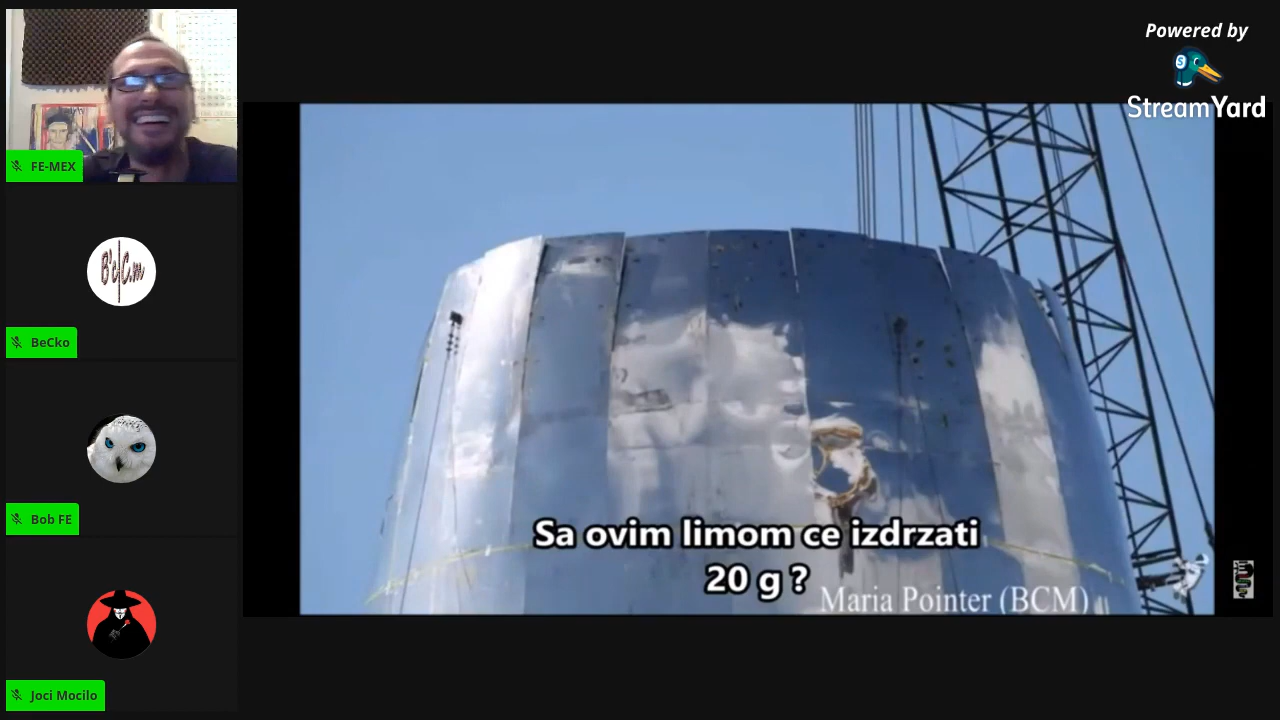 Powered by
StreamYard
FE-MEX
BeCko
Bob FE
Joci Mocilo
Sa ovim limom ce izdrzati
20 g ?
Maria Pointer (BCM)